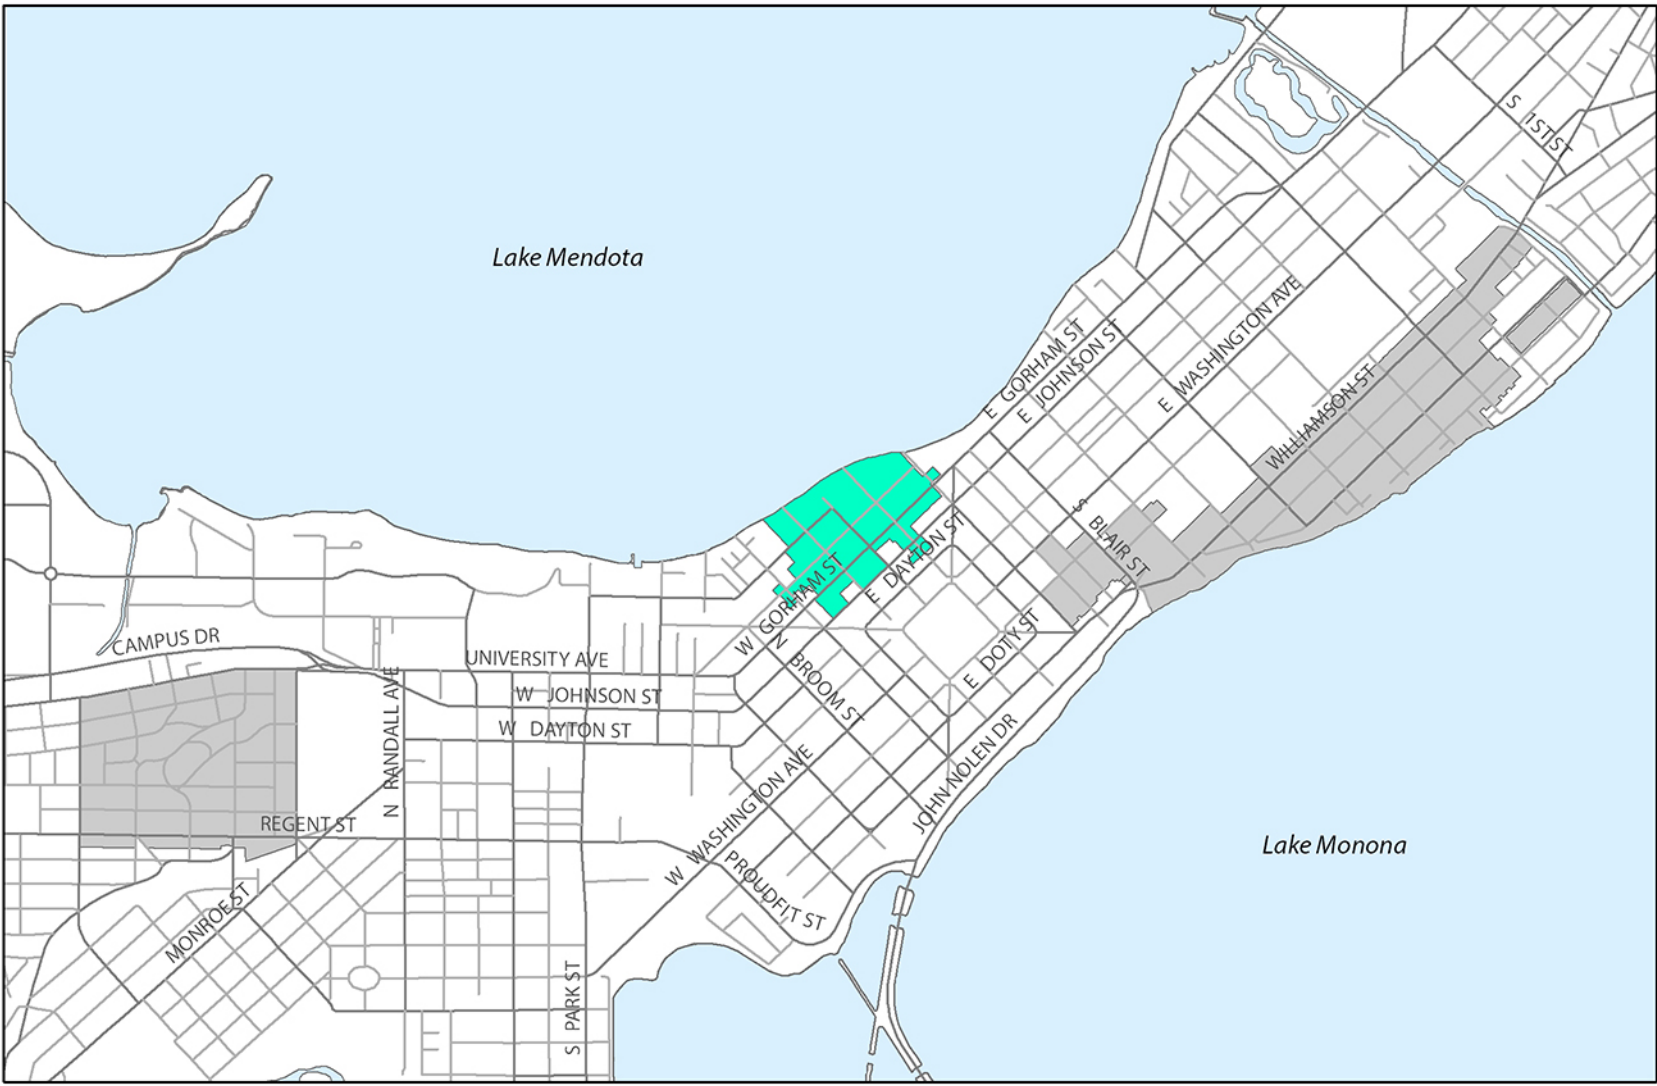 S 1ST ST
Lake Mendota
E GORHAM ST
E JOHNSON ST
E WASHINGTON AVE
WILLIAMSON ST
S BLAIR ST
E DAYTON ST
W GORHAM ST
E DOTY ST
N BROOM ST
CAMPUS DR
UNIVERSITY AVE
W JOHNSON ST
W DAYTON ST
N RANDALL AVE
JOHN NOLEN DR
W WASHINGTON AVE
REGENT ST
Lake Monona
PROUDFIT ST
MONROE ST
S PARK ST